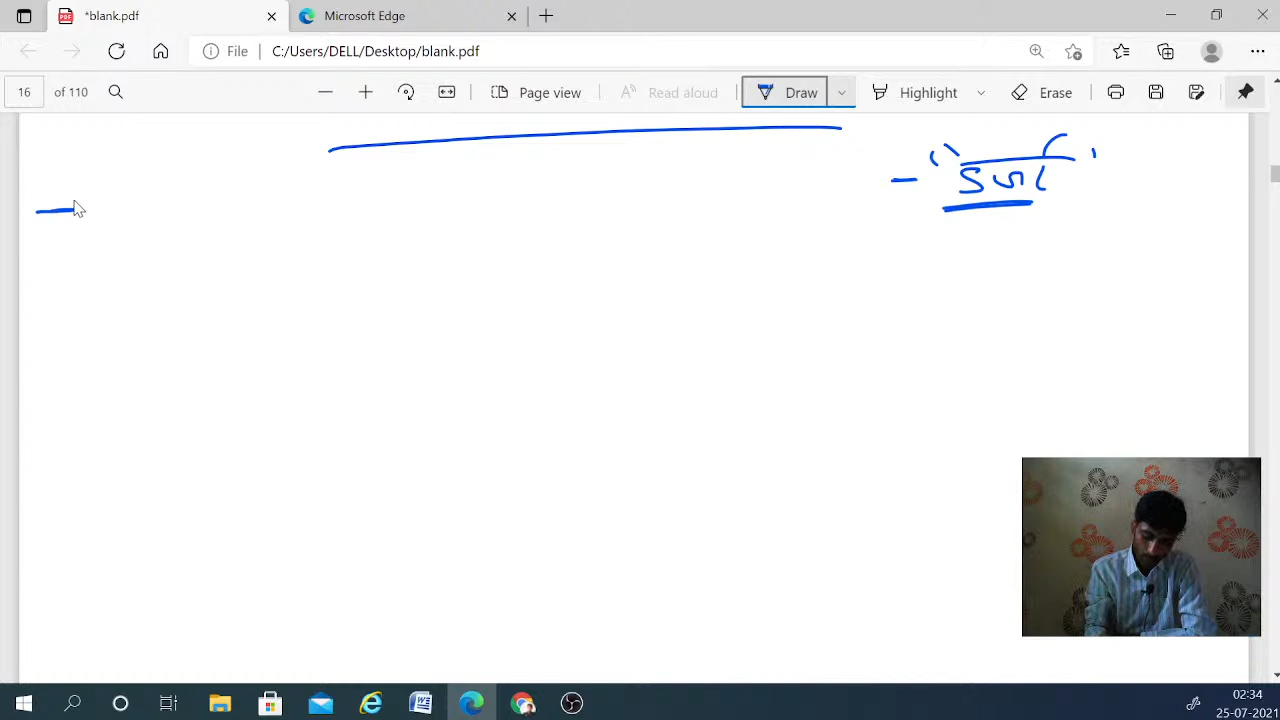 *blank.pdf
Microsoft Edge
File C:/Users/DELL/Desktop/blank.pdf
16 of 110 Page view Read aloud Draw Highlight Erase
02:34
25-07-2021